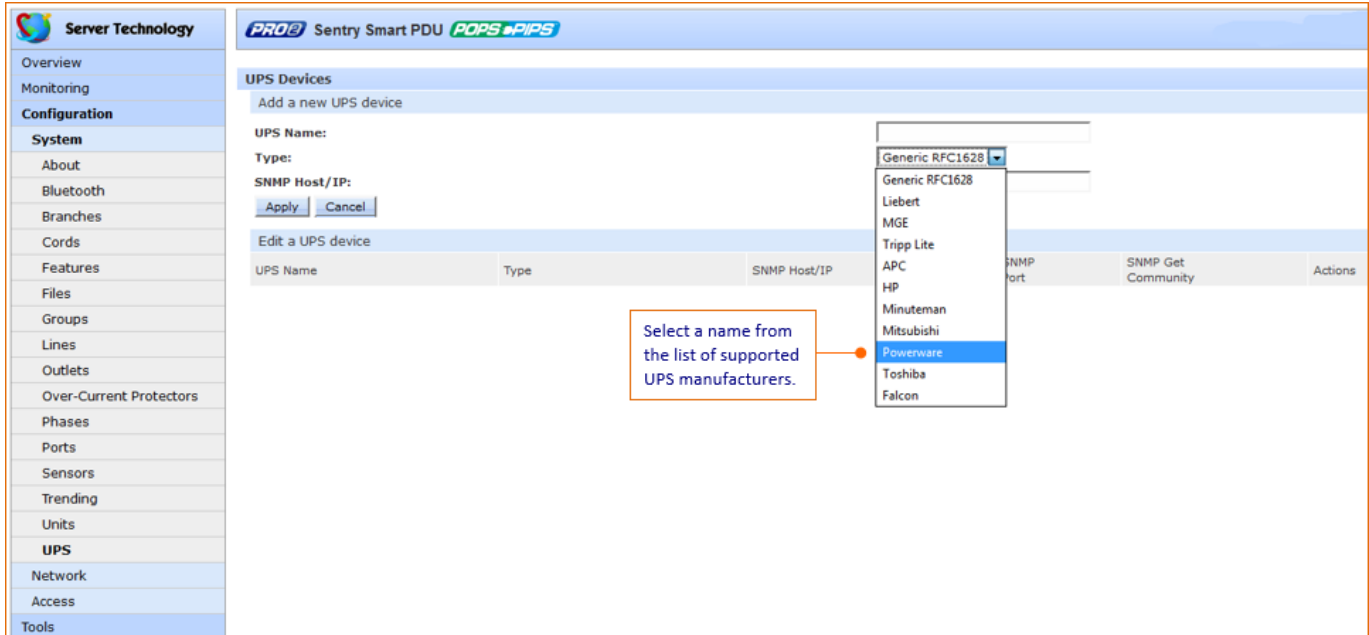 Server Technology
PRO2 Sentry Smart PDU POPS PIPS
Overview
Monitoring
Configuration
System
About
Bluetooth
Branches
Cords
Features
Files
Groups
Lines
Outlets
Over-Current Protectors
Phases
Ports
Sensors
Trending
Units
UPS
Network
Access
Tools
UPS Devices
Add a new UPS device
UPS Name:
Type:
Generic RFC1628
SNMP Host/IP:
Apply Cancel
Generic RFC1628
Liebert
MGE
Tripp Lite
APC
HP
Minuteman
Mitsubishi
Powerware
Toshiba
Falcon
Edit a UPS device
UPS Name Type SNMP Host/IP SNMP SNMP Get Actions
Community
Select a name from
the list of supported
UPS manufacturers.